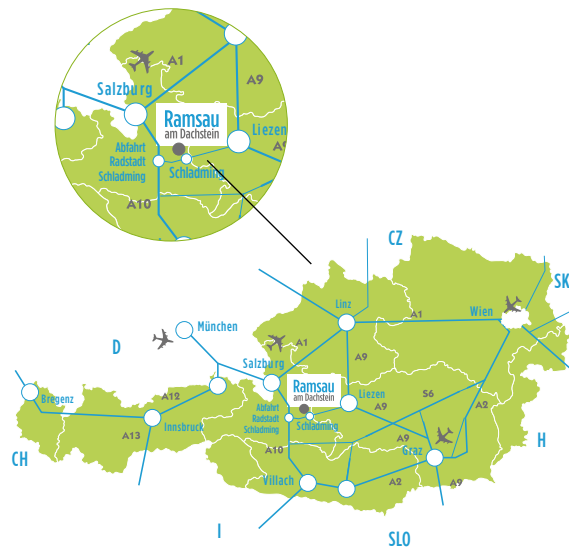 A1
A9
Salzburg
Ramsau
am Dachstein
Liezen
A9
Abfahrt
Radstadt
Schladming
Schladming
A10
CZ
SK
Linz
A1
Wien
München
D
A1
A9
Salzburg
Ramsau
am Dachstein
Liezen
S6
A12
Bregenz
A9
A2
Abfahrt
Radstadt
Schladming
Schladming
Innsbruck
A13
A9
H
Graz
A10
CH
Villach
A2
A9
I
SLO